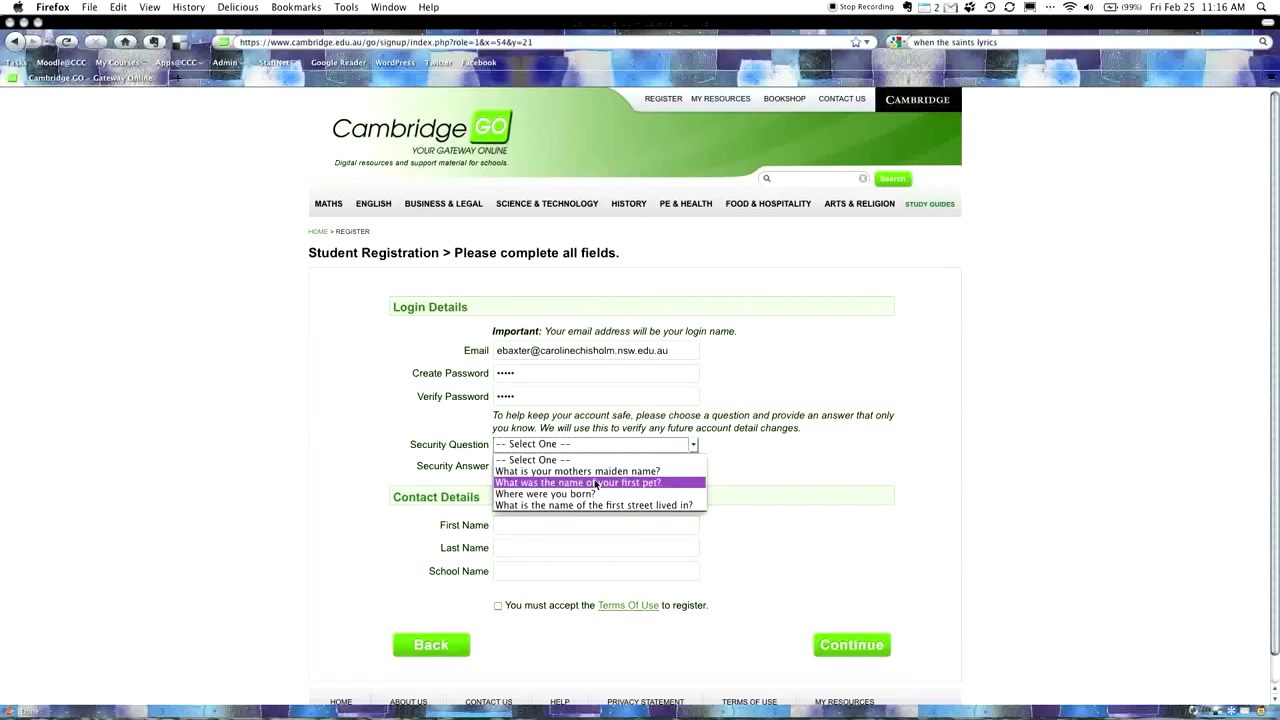 Firefox File Edit View History Delicious Bookmarks Tools Window Help Stop Recording 2 (99%) Fri Feb 25 11:16 AM
https://www.cambridge.edu.au/go/signup/index.php?role=1&x=54&y=21 when the saints lyrics
Tasks Moodle@CCC My Courses Apps@CCC Admin StaffNet Google Reader WordPress Twitter Facebook
Cambridge GO - Gateway Online
REGISTER MY RESOURCES BOOKSHOP CONTACT US CAMBRIDGE
Cambridge GO
YOUR GATEWAY ONLINE
Digital resources and support material for schools.
Search
MATHS ENGLISH BUSINESS & LEGAL SCIENCE & TECHNOLOGY HISTORY PE & HEALTH FOOD & HOSPITALITY ARTS & RELIGION STUDY GUIDES
HOME > REGISTER
Student Registration > Please complete all fields.
Login Details
Important: Your email address will be your login name.
Email ebaxter@carolinechisholm.nsw.edu.au
Create Password •••••
Verify Password •••••
To help keep your account safe, please choose a question and provide an answer that only
you know. We will use this to verify any future account detail changes.
Security Question -- Select One --
-- Select One --
Security Answer
What is your mothers maiden name?
What was the name of your first pet?
Where were you born?
Contact Details
What is the name of the first street lived in?
First Name
Last Name
School Name
You must accept the Terms Of Use to register.
Back Continue
HOME ABOUT US CONTACT US HELP PRIVACY STATEMENT TERMS OF USE MY RESOURCES
Done